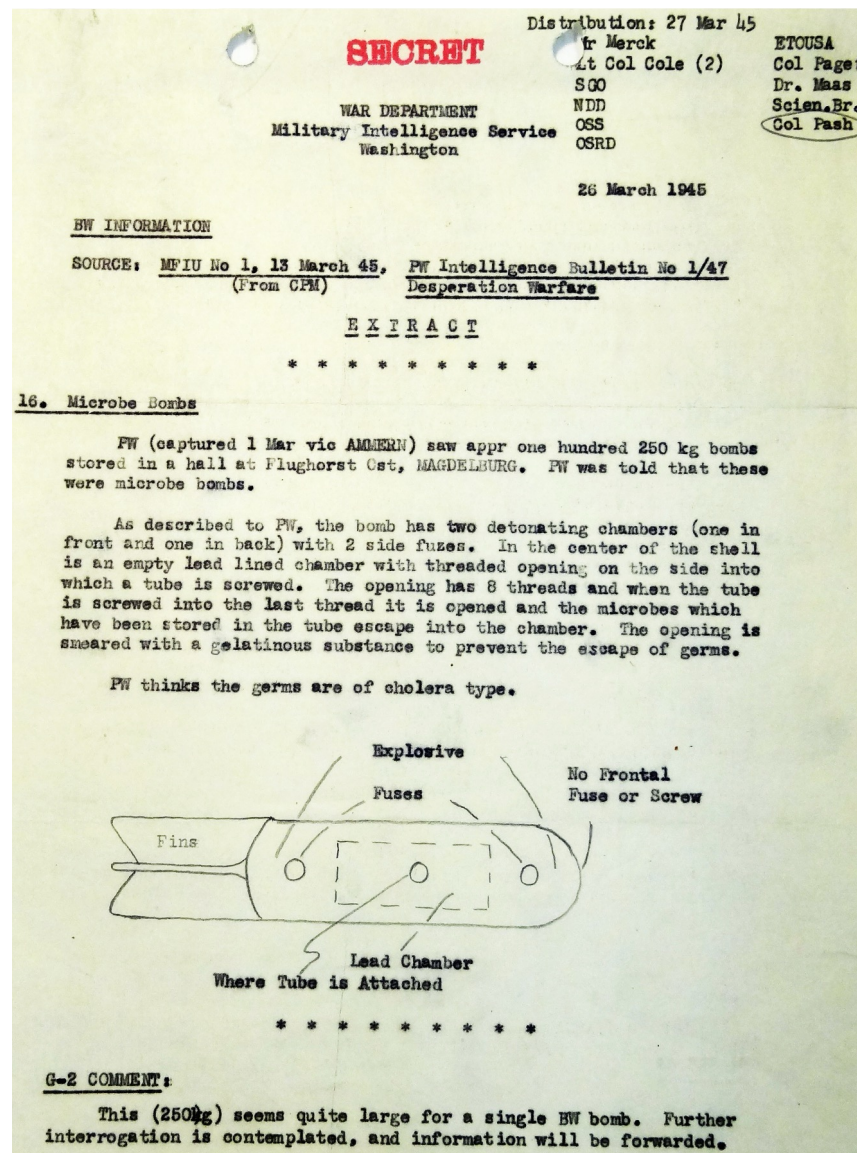 Distribution: 27 Mar 45
Mr Merck ETOUSA
Lt Col Cole (2) Col Page
SGO Dr. Maas
NDD Scien.Br.
OSS Col Pash
OSRD
SECRET
WAR DEPARTMENT
Military Intelligence Service
Washington
26 March 1945
BW INFORMATION
SOURCE: MFIU No 1, 13 March 45, PW Intelligence Bulletin No 1/47
(From CPM) Desperation Warfare
E X T R A C T
* * * * * * * * *
16. Microbe Bombs
PW (captured 1 Mar vic AMMERN) saw appr one hundred 250 kg bombs
stored in a hall at Flughorst Ost, MAGDELBURG. PW was told that these
were microbe bombs.
As described to PW, the bomb has two detonating chambers (one in
front and one in back) with 2 side fuzes. In the center of the shell
is an empty lead lined chamber with threaded opening on the side into
which a tube is screwed. The opening has 8 threads and when the tube
is screwed into the last thread it is opened and the microbes which
have been stored in the tube escape into the chamber. The opening is
smeared with a gelatinous substance to prevent the escape of germs.
PW thinks the germs are of cholera type.
Explosive
No Frontal
Fuse or Screw
Fuses
Fins
Lead Chamber
Where Tube is Attached
* * * * * * * * *
G-2 COMMENT:
This (250kg) seems quite large for a single BW bomb. Further
interrogation is contemplated, and information will be forwarded.